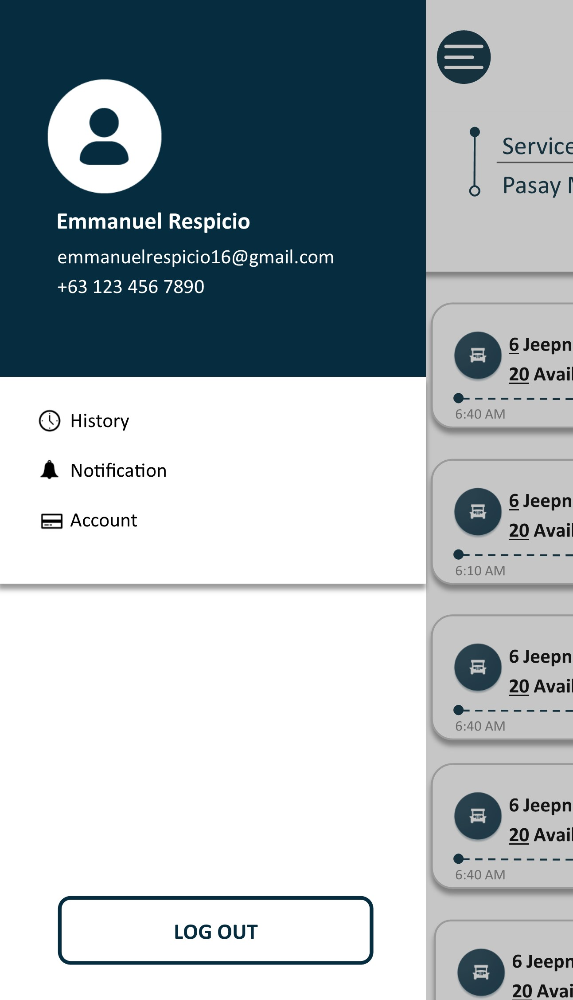 Emmanuel Respicio
emmanuelrespicio16@gmail.com
+63 123 456 7890
History
Notification
Account
LOG OUT
Service
Pasay
6 Jeepn
20 Avail
6:40 AM
6 Jeepn
20 Avail
6:10 AM
6 Jeepn
20 Avail
6:40 AM
6 Jeepn
20 Avail
6:40 AM
6 Jeepn
20 Avai